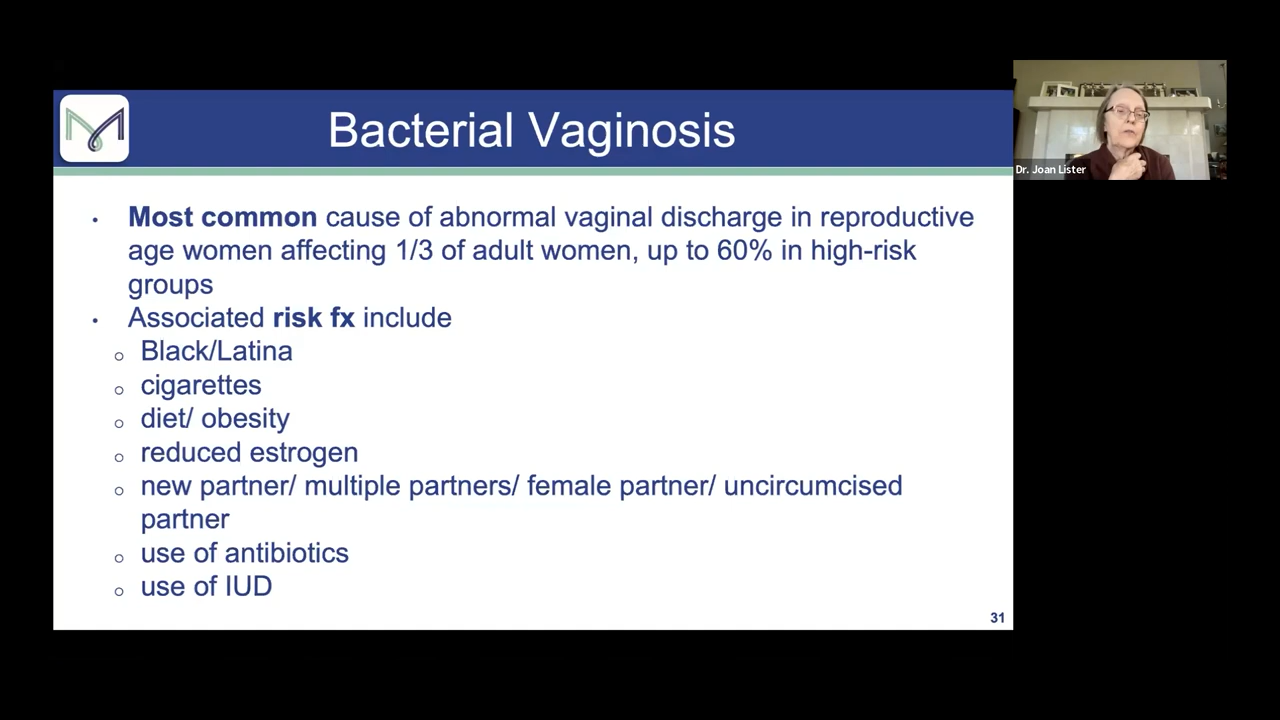 Bacterial Vaginosis
Dr. Joan Lister
• Most common cause of abnormal vaginal discharge in reproductive
age women affecting 1/3 of adult women, up to 60% in high-risk
groups
• Associated risk fx include
o Black/Latina
o cigarettes
o diet/ obesity
o reduced estrogen
o new partner/ multiple partners/ female partner/ uncircumcised
partner
o use of antibiotics
o use of IUD
31